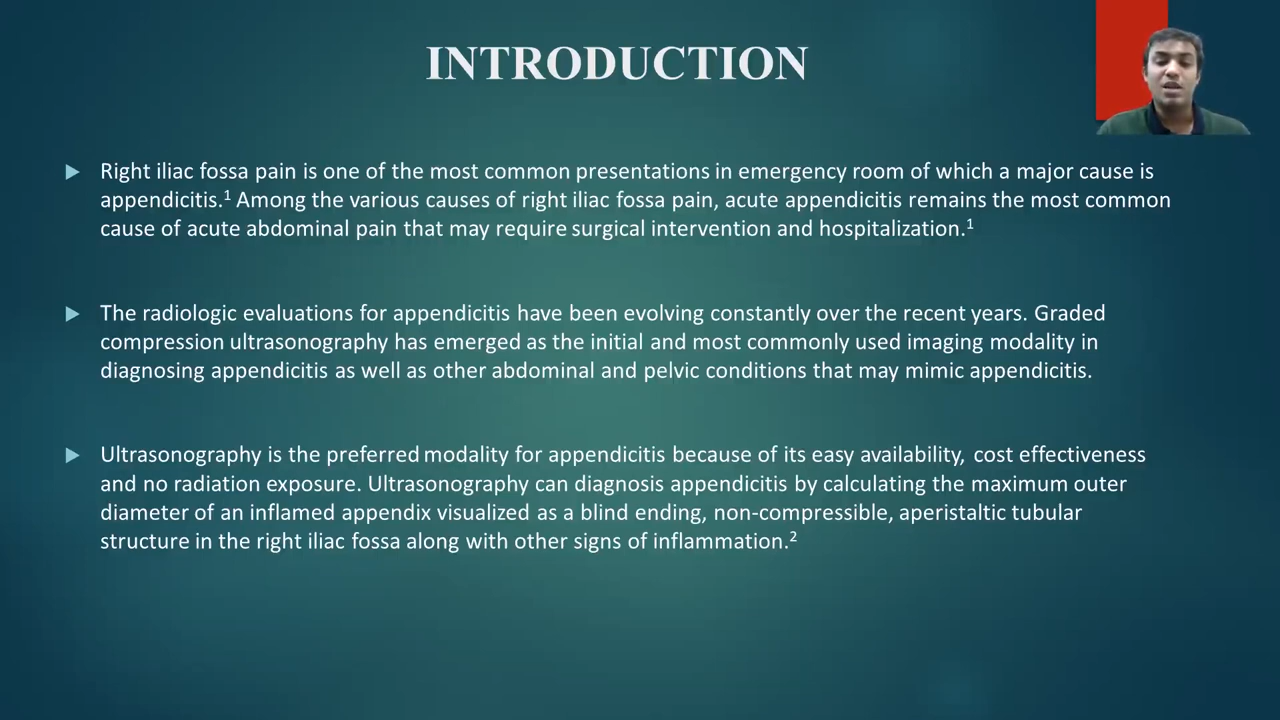 INTRODUCTION
Right iliac fossa pain is one of the most common presentations in emergency room of which a major cause is
appendicitis.¹ Among the various causes of right iliac fossa pain, acute appendicitis remains the most common
cause of acute abdominal pain that may require surgical intervention and hospitalization.¹
The radiologic evaluations for appendicitis have been evolving constantly over the recent years. Graded
compression ultrasonography has emerged as the initial and most commonly used imaging modality in
diagnosing appendicitis as well as other abdominal and pelvic conditions that may mimic appendicitis.
Ultrasonography is the preferred modality for appendicitis because of its easy availability, cost effectiveness
and no radiation exposure. Ultrasonography can diagnosis appendicitis by calculating the maximum outer
diameter of an inflamed appendix visualized as a blind ending, non-compressible, aperistaltic tubular
structure in the right iliac fossa along with other signs of inflammation.²